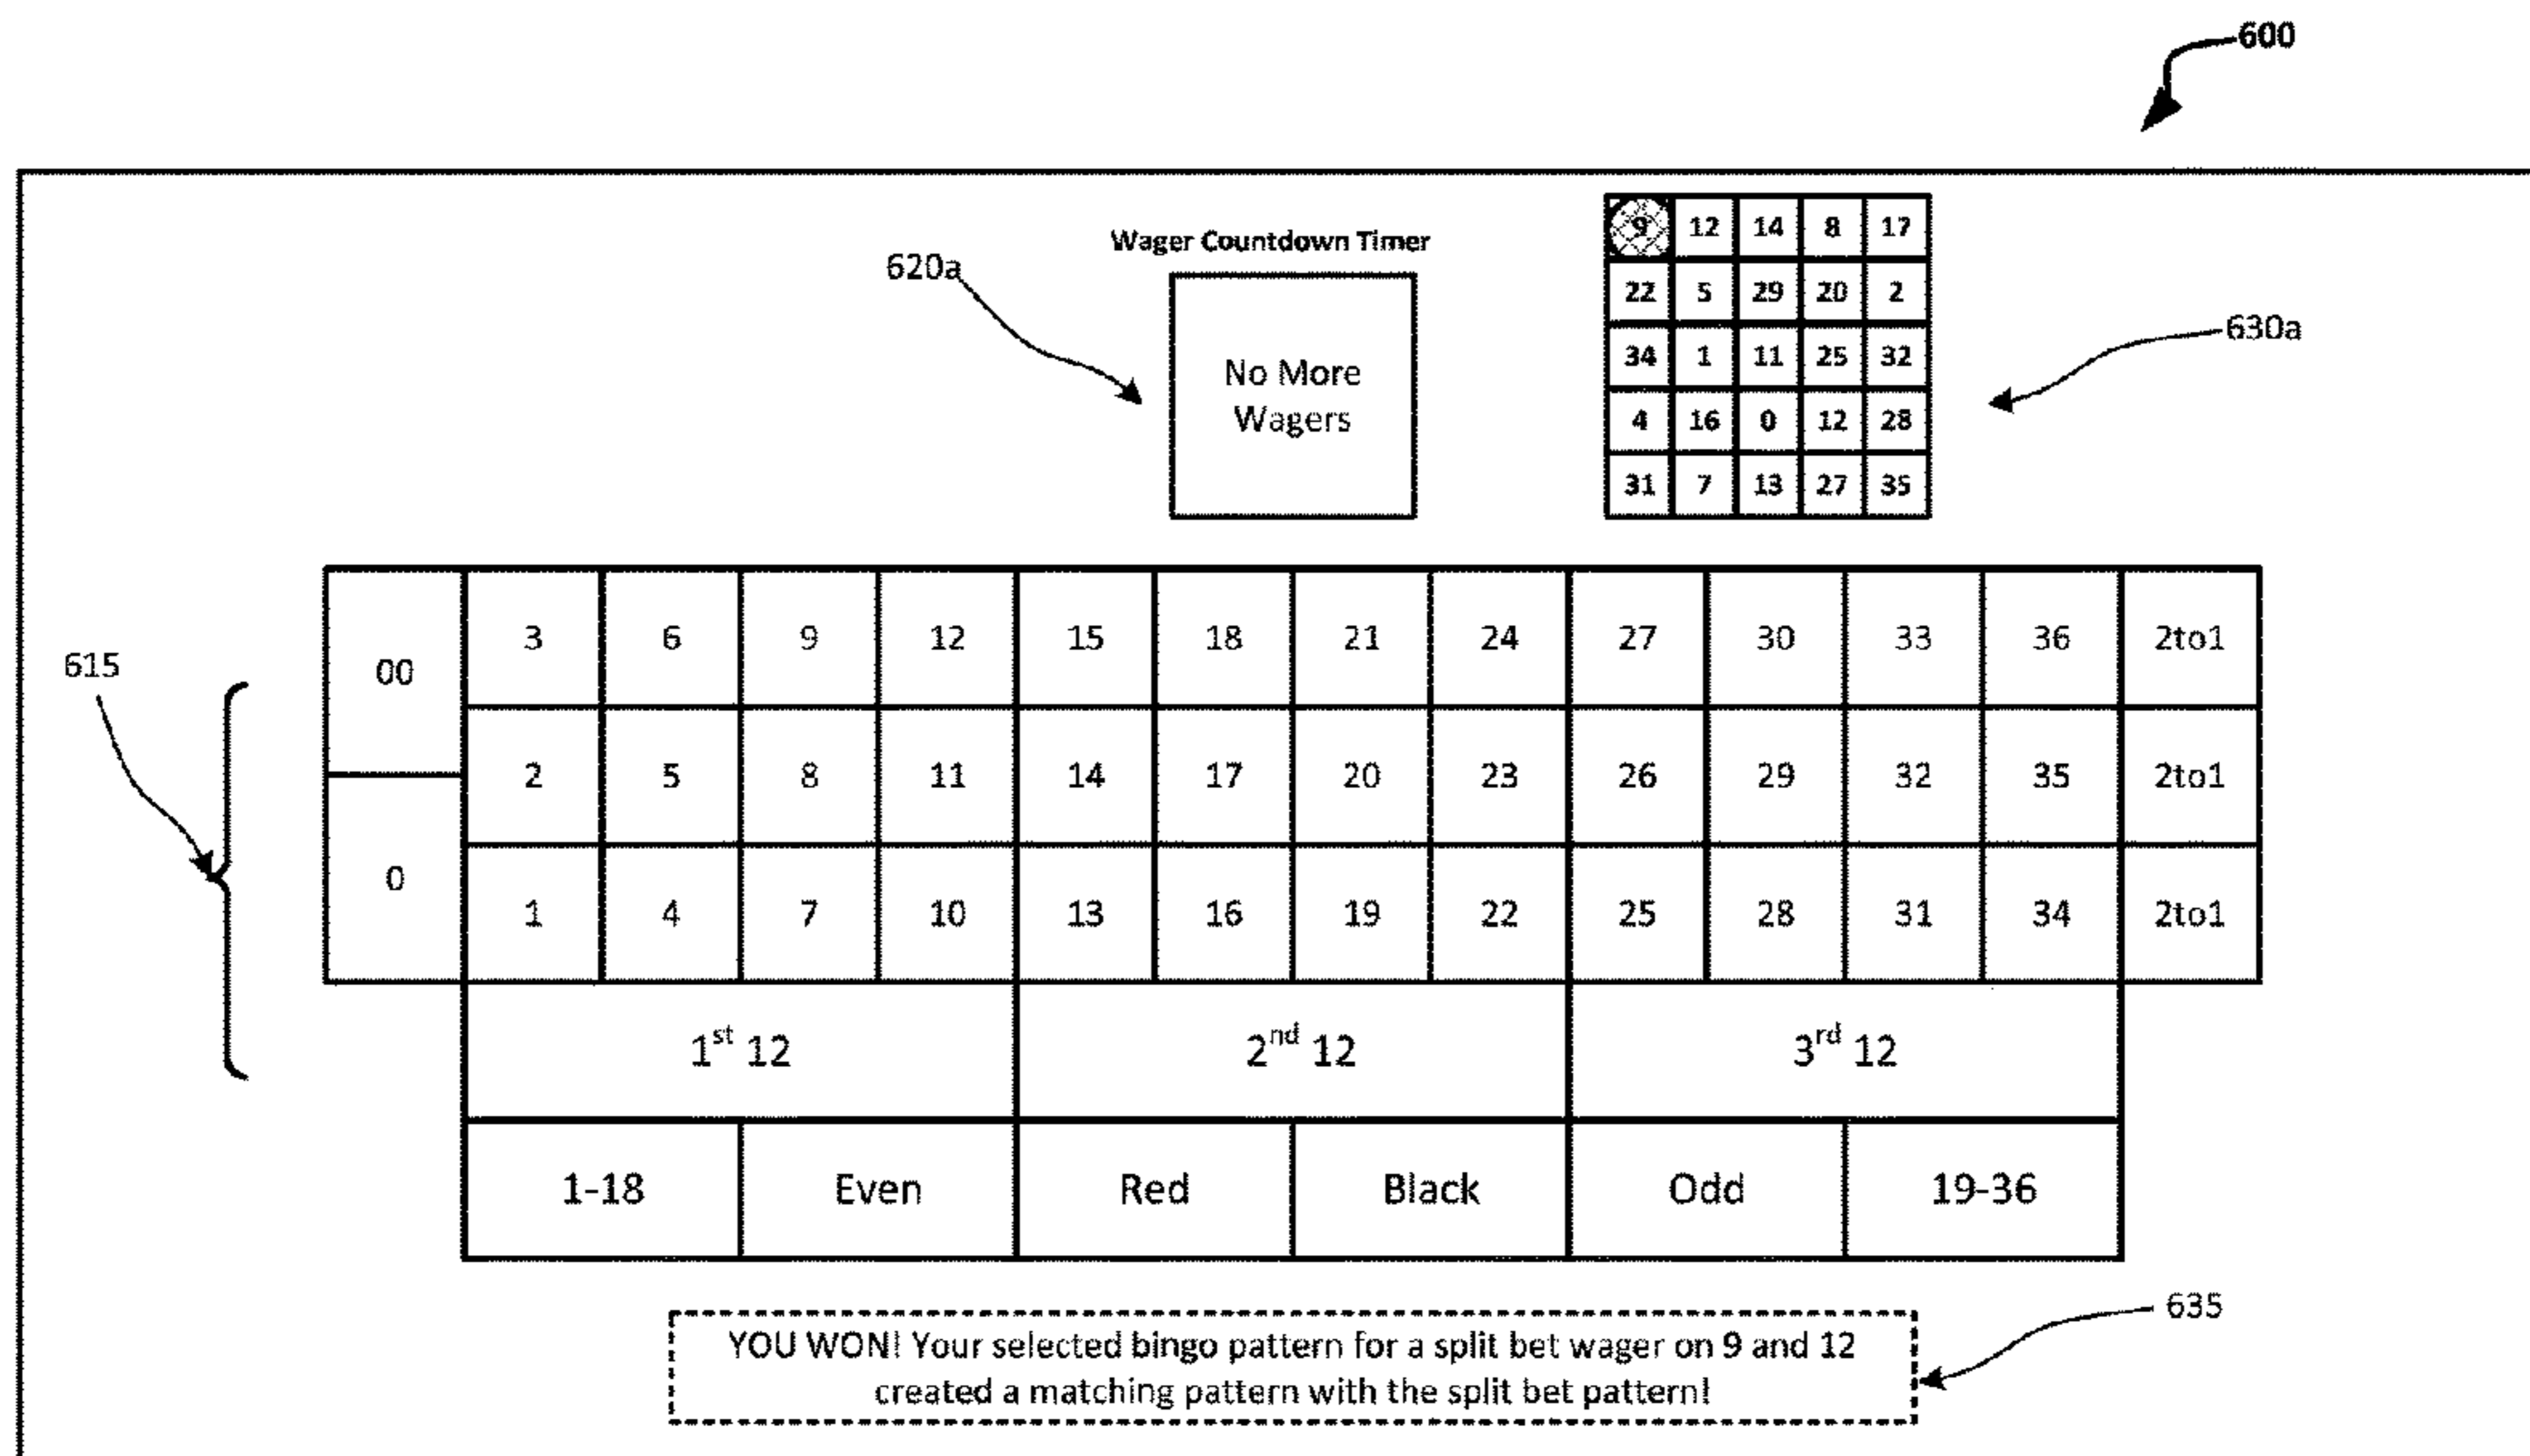 600
Wager Countdown Timer
620a
No More
Wagers
9 12 14 8 17
22 5 29 20 2
34 1 11 25 32
4 16 0 12 28
31 7 13 27 35
630a
615
00
0
3 6 9 12 15 18 21 24 27 30 33 36 2to1
2 5 8 11 14 17 20 23 26 29 32 35 2to1
1 4 7 10 13 16 19 22 25 28 31 34 2to1
1st 12 2nd 12 3rd 12
1-18 Even Red Black Odd 19-36
635
YOU WON! Your selected bingo pattern for a split bet wager on 9 and 12
created a matching pattern with the split bet pattern!